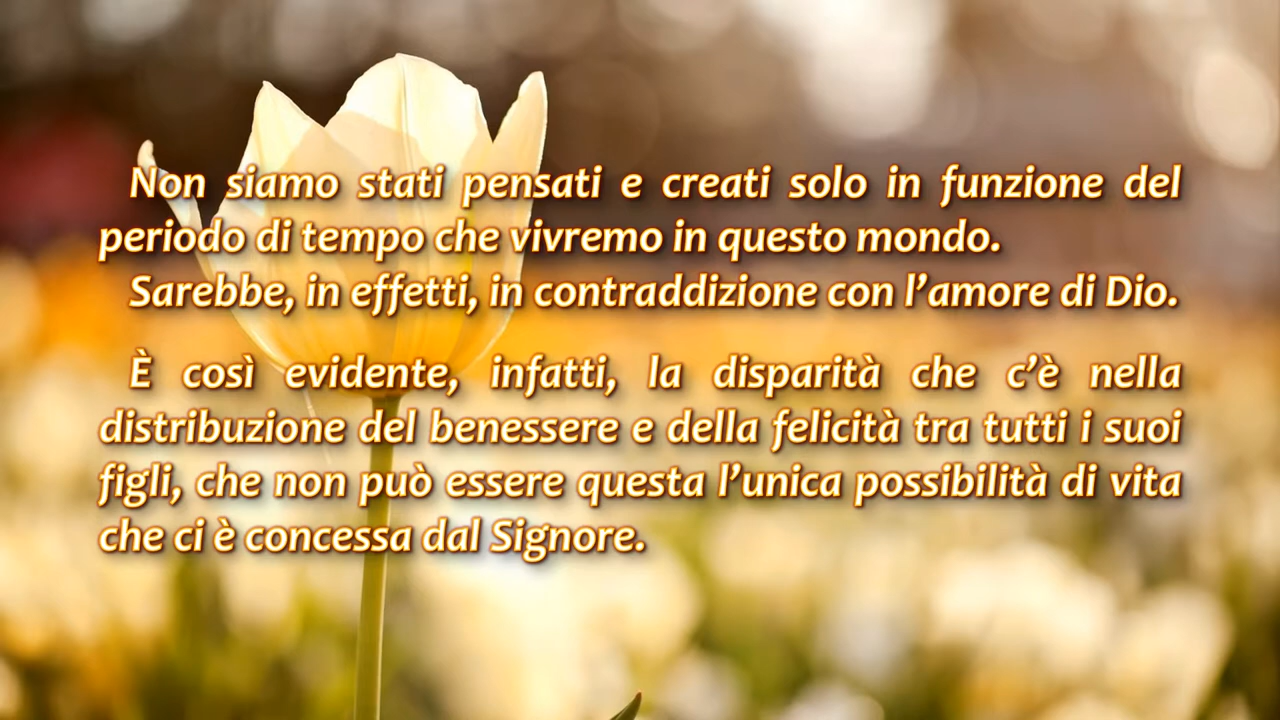 Non siamo stati pensati e creati solo in funzione del
periodo di tempo che vivremo in questo mondo.
Sarebbe, in effetti, in contraddizione con l’amore di Dio.
È così evidente, infatti, la disparità che c’è nella
distribuzione del benessere e della felicità tra tutti i suoi
figli, che non può essere questa l’unica possibilità di vita
che ci è concessa dal Signore.